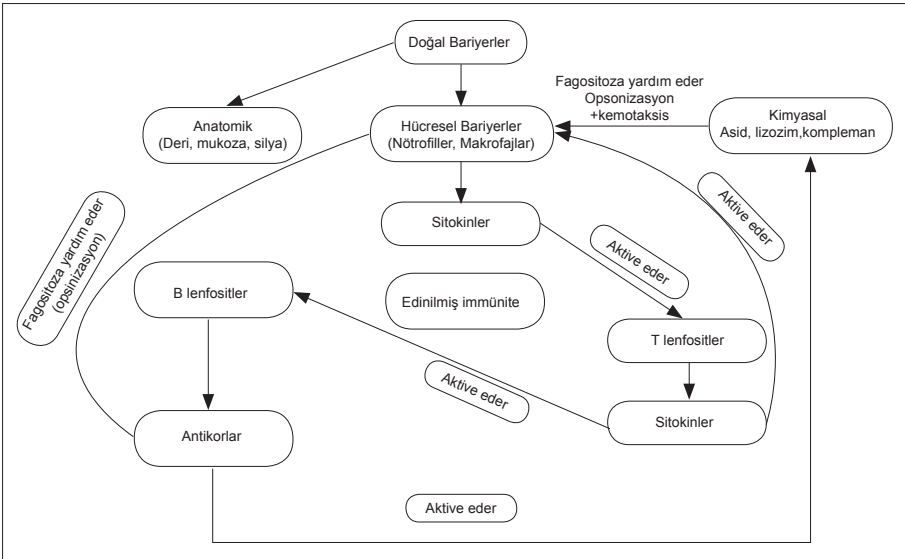 Doğal Bariyerler
Anatomik
(Deri, mukoza, silya)
Hücresel Bariyerler
(Nötrofiller, Makrofajlar)
Fagositoza yardım eder
Opsonizasyon
+kemotaksis
Kimyasal
Asid, lizozim,kompleman
Sitokinler
Aktive eder
Aktive eder
Fagositoza yardım eder
(opsinizasyon)
B lenfositler
Edinilmiş immünite
T lenfositler
Aktive eder
Sitokinler
Antikorlar
Aktive eder